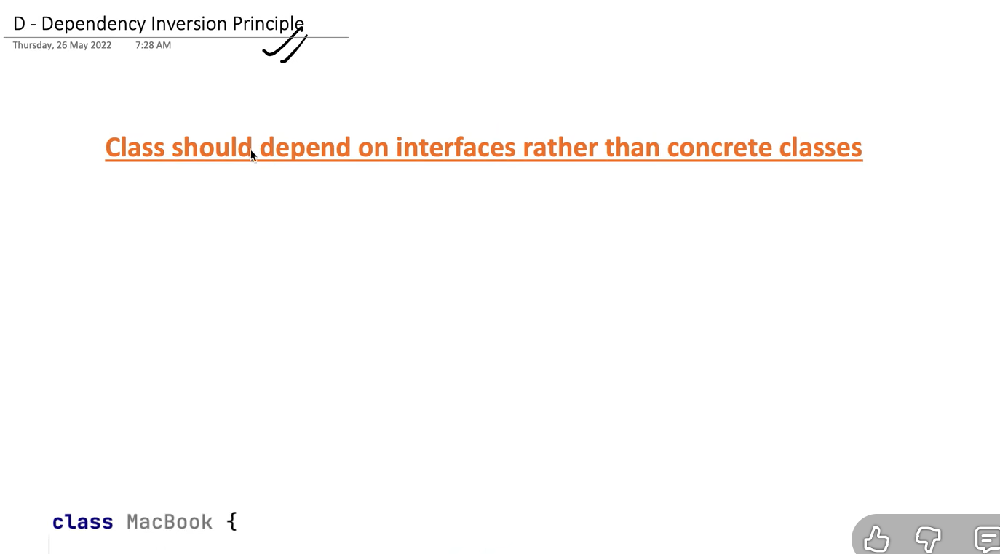 D - Dependency Inversion Principle
Thursday, 26 May 2022 7:28 AM
Class should depend on interfaces rather than concrete classes
class MacBook {